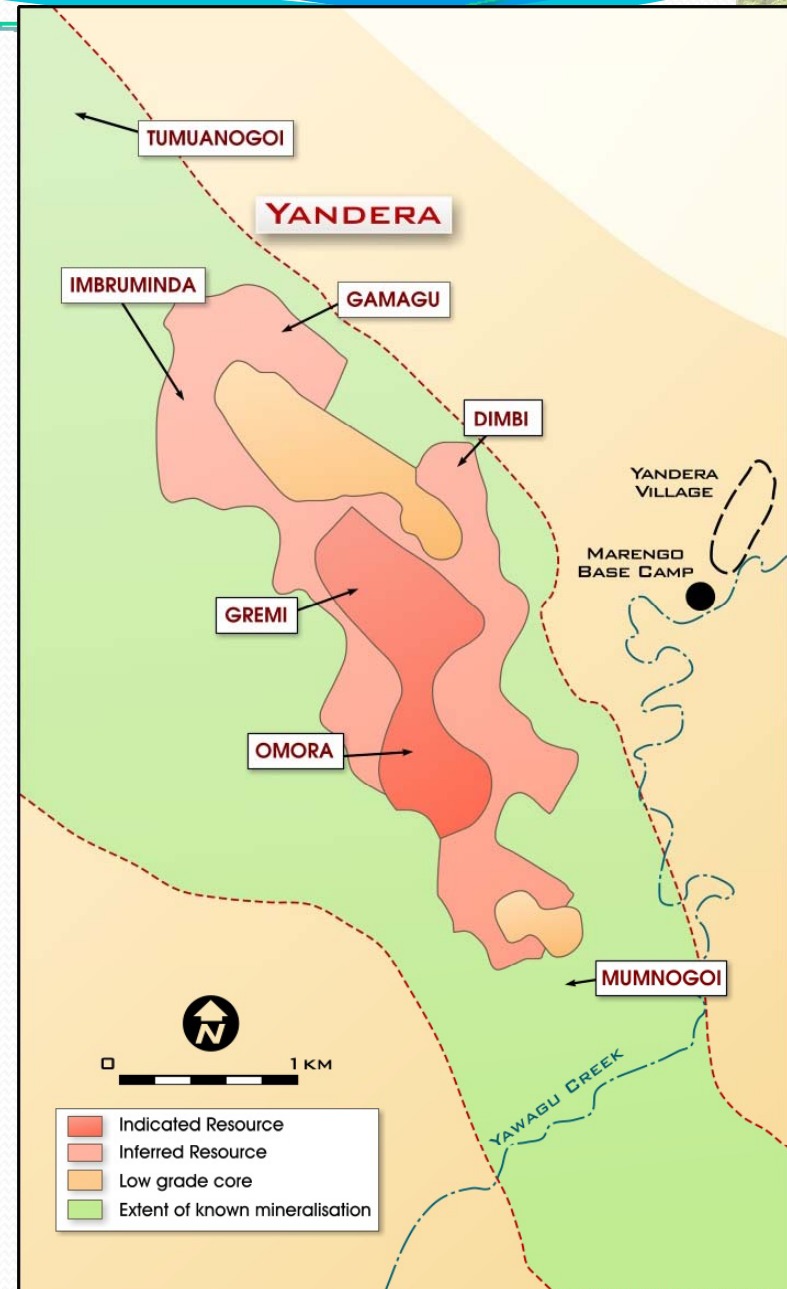 TUMUANOGOI
YANDERA
IMBRUMINDA
GAMAGU
DIMBI
YANDERA
VILLAGE
MARENGO
BASE CAMP
GREMI
OMORA
MUMNOGOI
N
0 1 KM
YAWAGU CREEK
Indicated Resource
Inferred Resource
Low grade core
Extent of known mineralisation